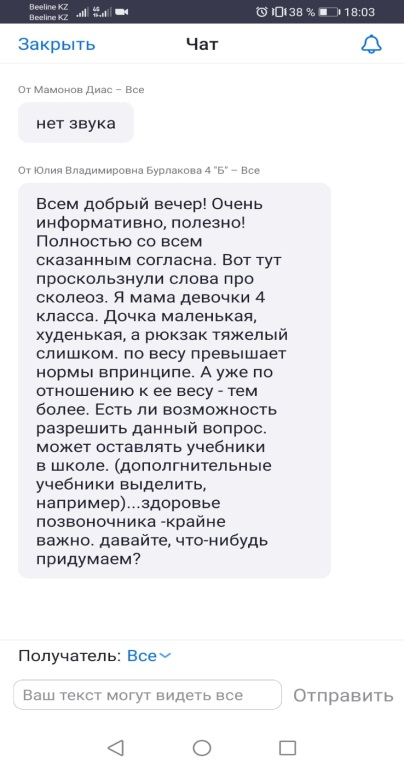 Beeline KZ
Beeline KZ
4G
38 %
18:03
Закрыть
Чат
От Мамонов Диас – Все
нет звука
От Юлия Владимировна Бурлакова 4 "Б" – Все
Всем добрый вечер! Очень
информативно, полезно!
Полностью со всем
сказанным согласна. Вот тут
проскользнули слова про
сколеоз. Я мама девочки 4
класса. Дочка маленькая,
худенькая, а рюкзак тяжелый
слишком. по весу превышает
нормы впринципе. А уже по
отношению к ее весу - тем
более. Есть ли возможность
разрешить данный вопрос.
может оставлять учебники
в школе. (дополгнительные
учебники выделить,
например)...здоровье
позвоночника -крайне
важно. давайте, что-нибудь
придумаем?
Получатель: Все
Ваш текст могут видеть все
Отправить